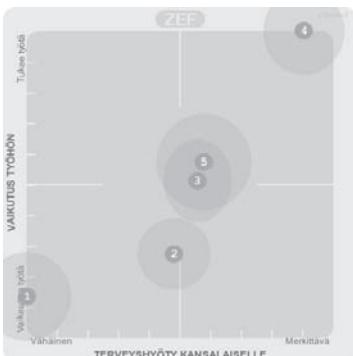 ZEF
4
Tukee työtä
VAIKUTUS TYÖHÖN
5
3
2
Vaikeuttaa työtä
1
Vähäinen
Merkittävä
TERVEYSHYÖTY KANSALAISELLE